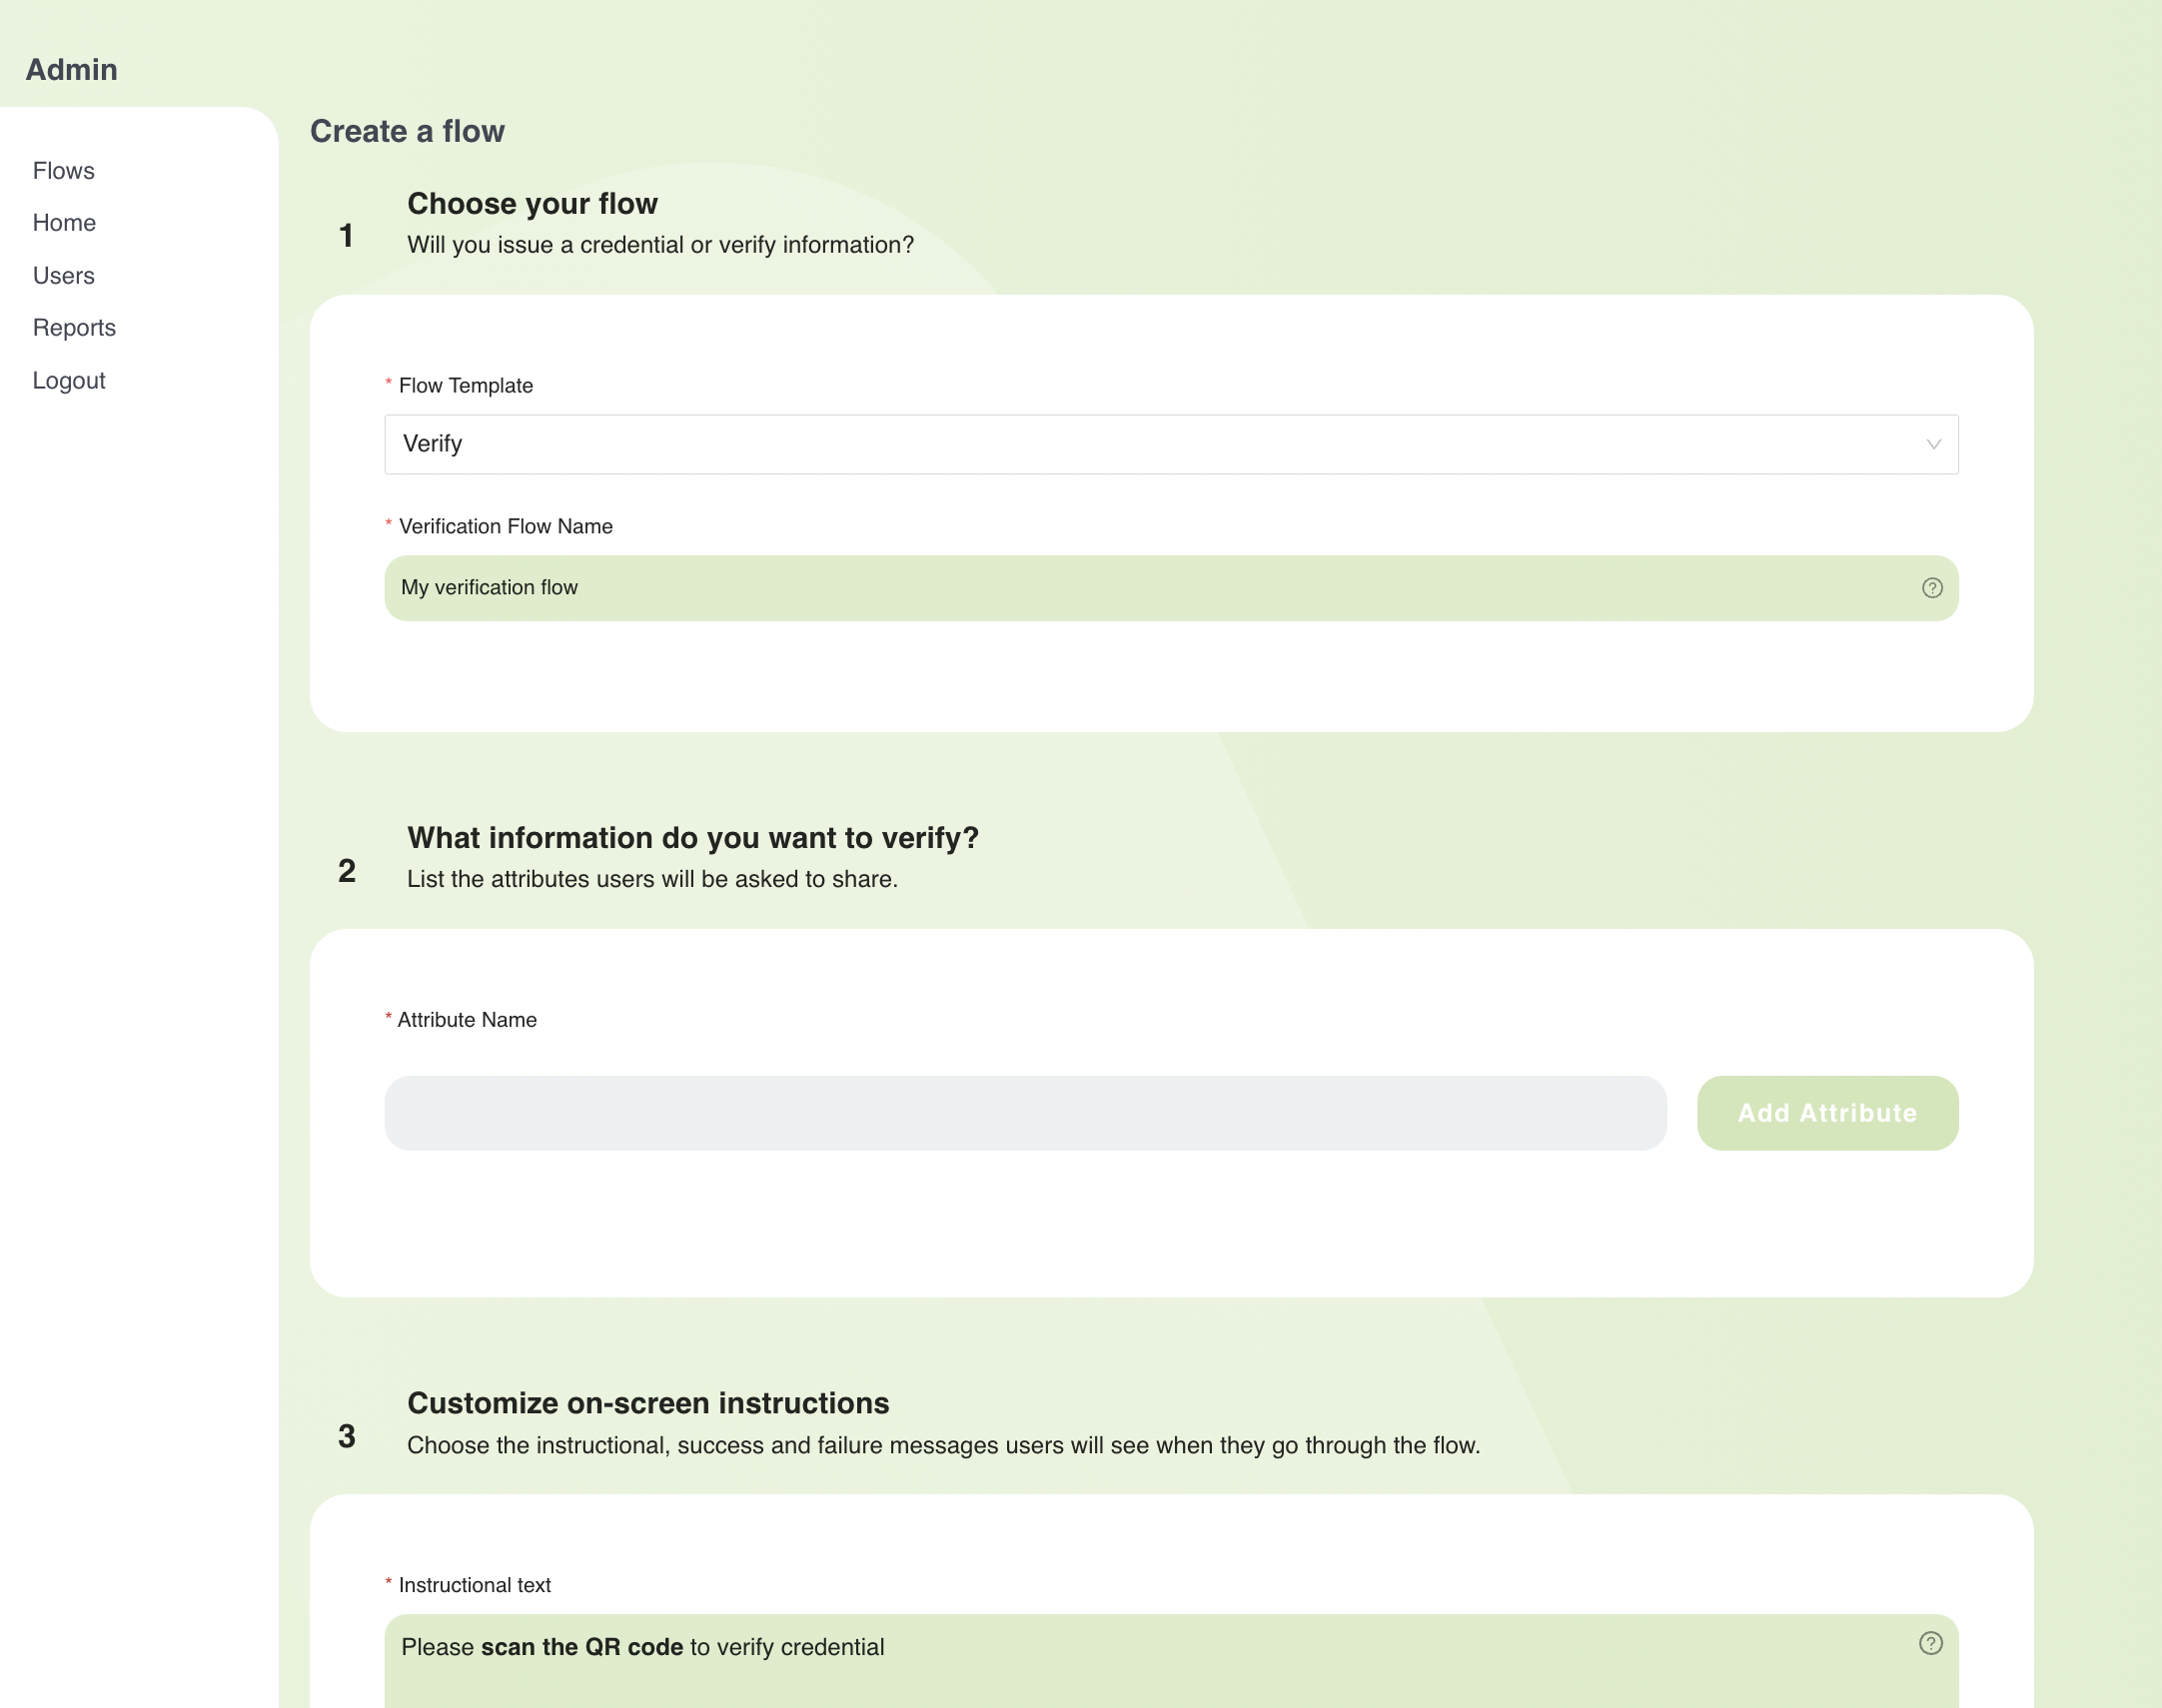 Admin
Flows
Home
Users
Reports
Logout
Create a flow
1
Choose your flow
Will you issue a credential or verify information?
* Flow Template
Verify
* Verification Flow Name
My verification flow
2
What information do you want to verify?
List the attributes users will be asked to share.
* Attribute Name
Add Attribute
3
Customize on-screen instructions
Choose the instructional, success and failure messages users will see when they go through the flow.
* Instructional text
Please scan the QR code to verify credential